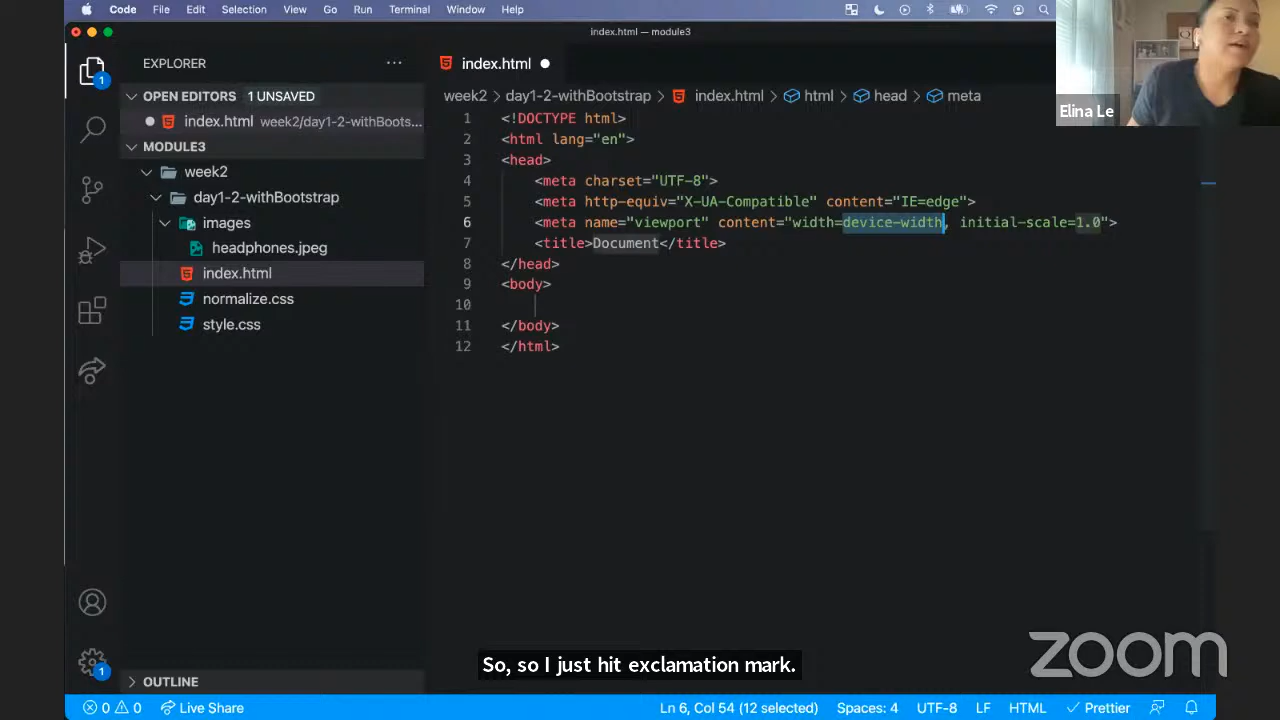 Code File Edit Selection View Go Run Terminal Window Help
index.html — module3
EXPLORER
index.html
OPEN EDITORS 1 UNSAVED
index.html week2/day1-2-withBoots...
MODULE3
week2
day1-2-withBootstrap
images
headphones.jpeg
index.html
normalize.css
style.css
OUTLINE
week2 > day1-2-withBootstrap > index.html > html > head > meta
1 <!DOCTYPE html>
2 <html lang="en">
3 <head>
4 <meta charset="UTF-8">
5 <meta http-equiv="X-UA-Compatible" content="IE=edge">
6 <meta name="viewport" content="width=device-width, initial-scale=1.0">
7 <title>Document</title>
8 </head>
9 <body>
10
11 </body>
12 </html>
Elina Le
1
1
So, so I just hit exclamation mark.
zoom
0 0 Live Share Ln 6, Col 54 (12 selected) Spaces: 4 UTF-8 LF HTML Prettier